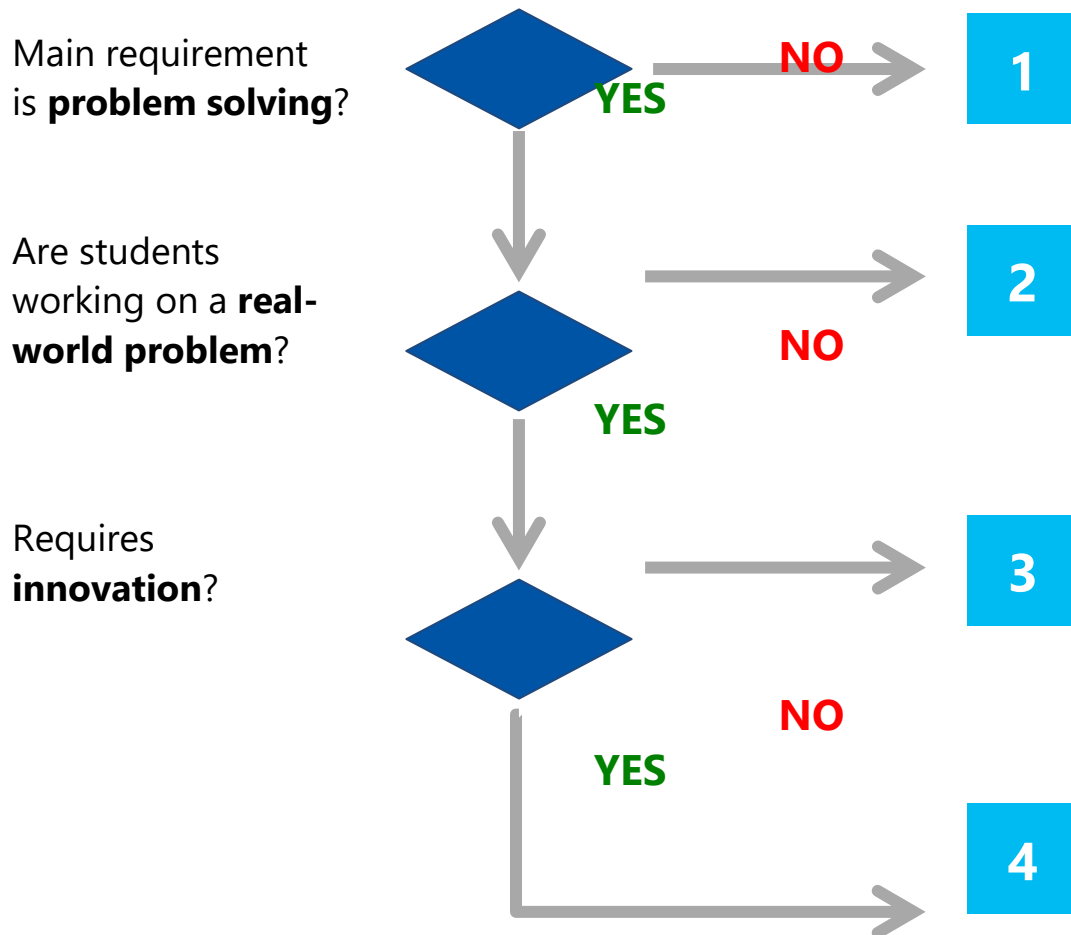 Main requirement
is problem solving?
NO
YES
1
Are students
working on a real-
world problem?
2
NO
YES
Requires
innovation?
3
NO
YES
4